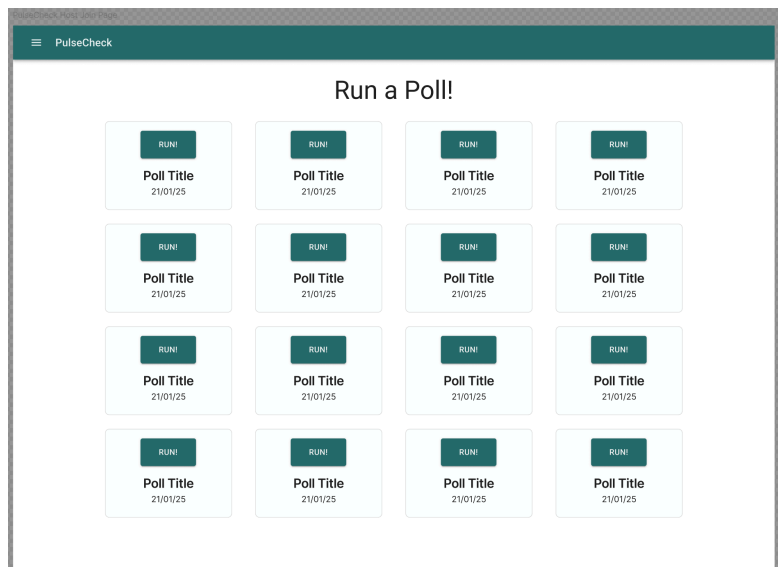 PulseCheck Host Join Page
PulseCheck
Run a Poll!
RUN! RUN! RUN! RUN!
Poll Title Poll Title Poll Title Poll Title
21/01/25 21/01/25 21/01/25 21/01/25
RUN! RUN! RUN! RUN!
Poll Title Poll Title Poll Title Poll Title
21/01/25 21/01/25 21/01/25 21/01/25
RUN! RUN! RUN! RUN!
Poll Title Poll Title Poll Title Poll Title
21/01/25 21/01/25 21/01/25 21/01/25
RUN! RUN! RUN! RUN!
Poll Title Poll Title Poll Title Poll Title
21/01/25 21/01/25 21/01/25 21/01/25